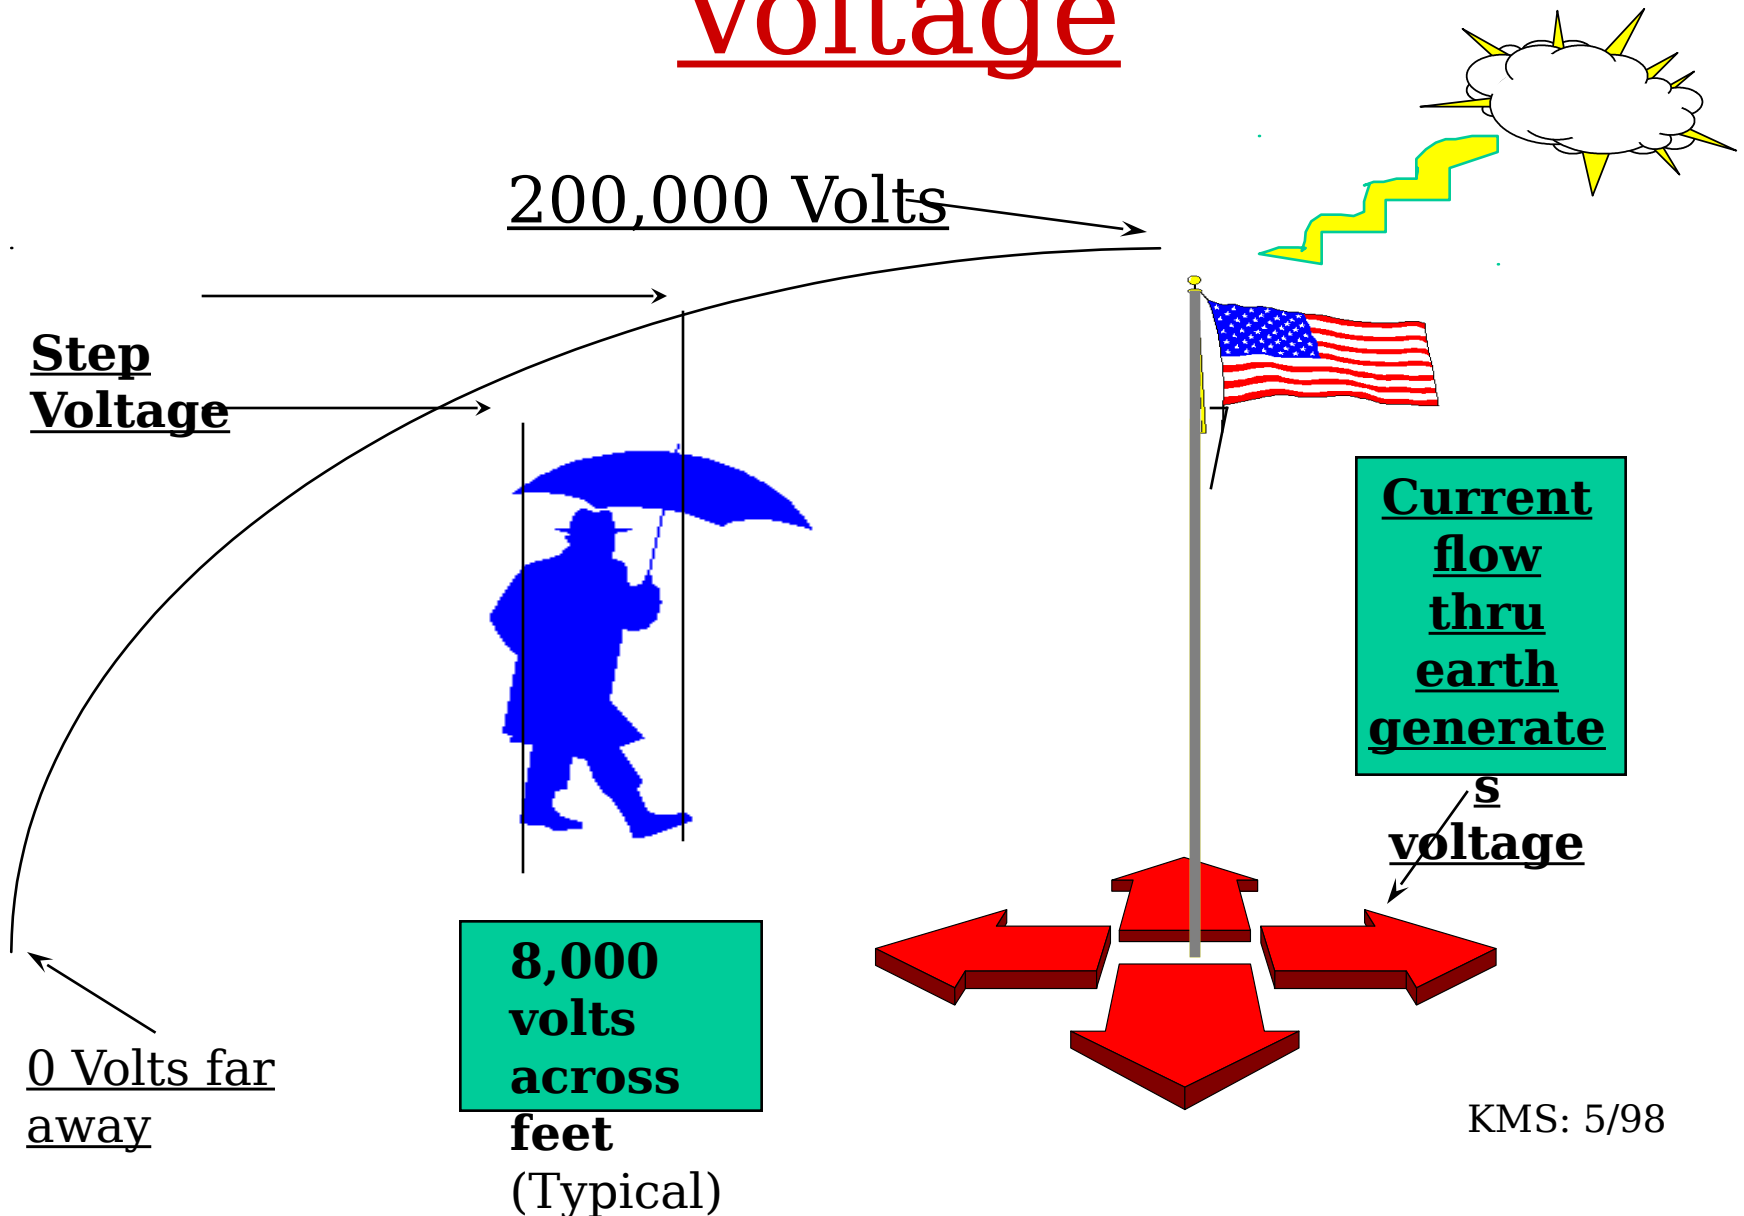 Voltage
200,000 Volts
Step
Voltage
Current
flow
thru
earth
generate
s
voltage
8,000
volts
across
feet
(Typical)
0 Volts far
away
KMS: 5/98